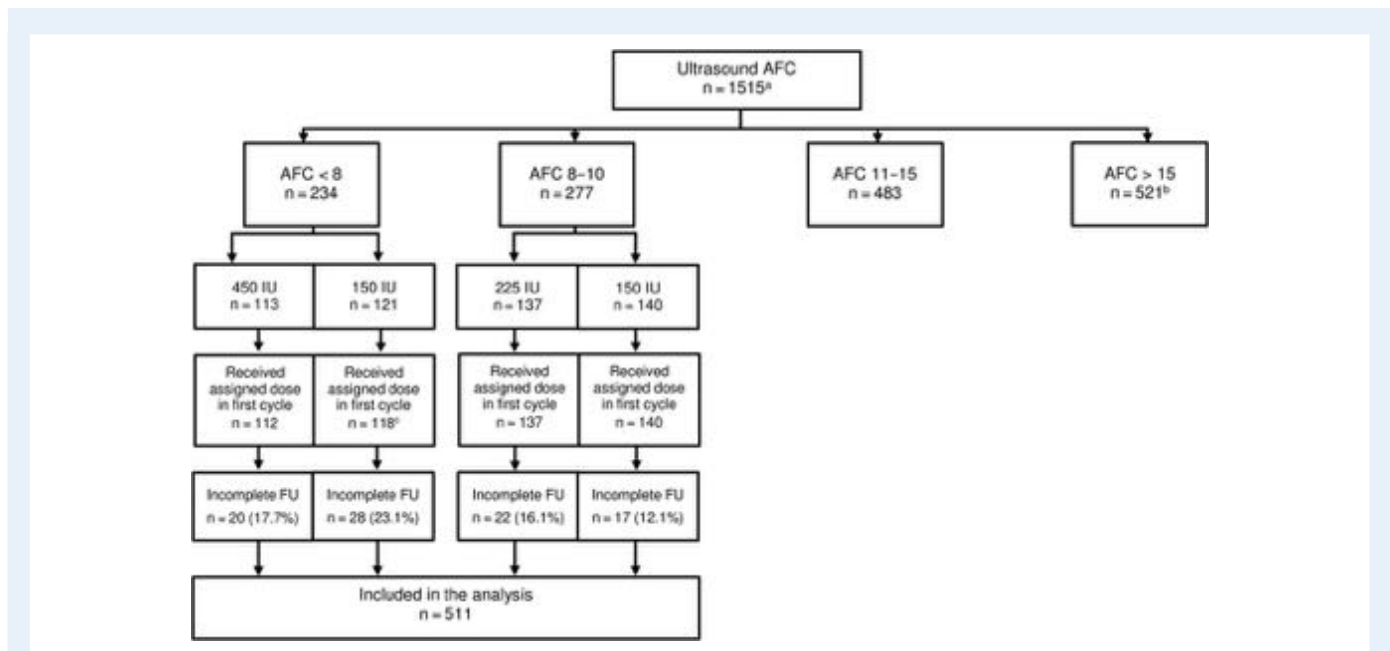 Ultrasound AFC
n = 1515ᵃ
AFC < 8
n = 234
AFC 8–10
n = 277
AFC 11–15
n = 483
AFC > 15
n = 521ᵇ
450 IU
n = 113
150 IU
n = 121
225 IU
n = 137
150 IU
n = 140
Received
assigned dose
in first cycle
n = 112
Received
assigned dose
in first cycle
n = 118ᶜ
Received
assigned dose
in first cycle
n = 137
Received
assigned dose
in first cycle
n = 140
Incomplete FU
n = 20 (17.7%)
Incomplete FU
n = 28 (23.1%)
Incomplete FU
n = 22 (16.1%)
Incomplete FU
n = 17 (12.1%)
Included in the analysis
n = 511